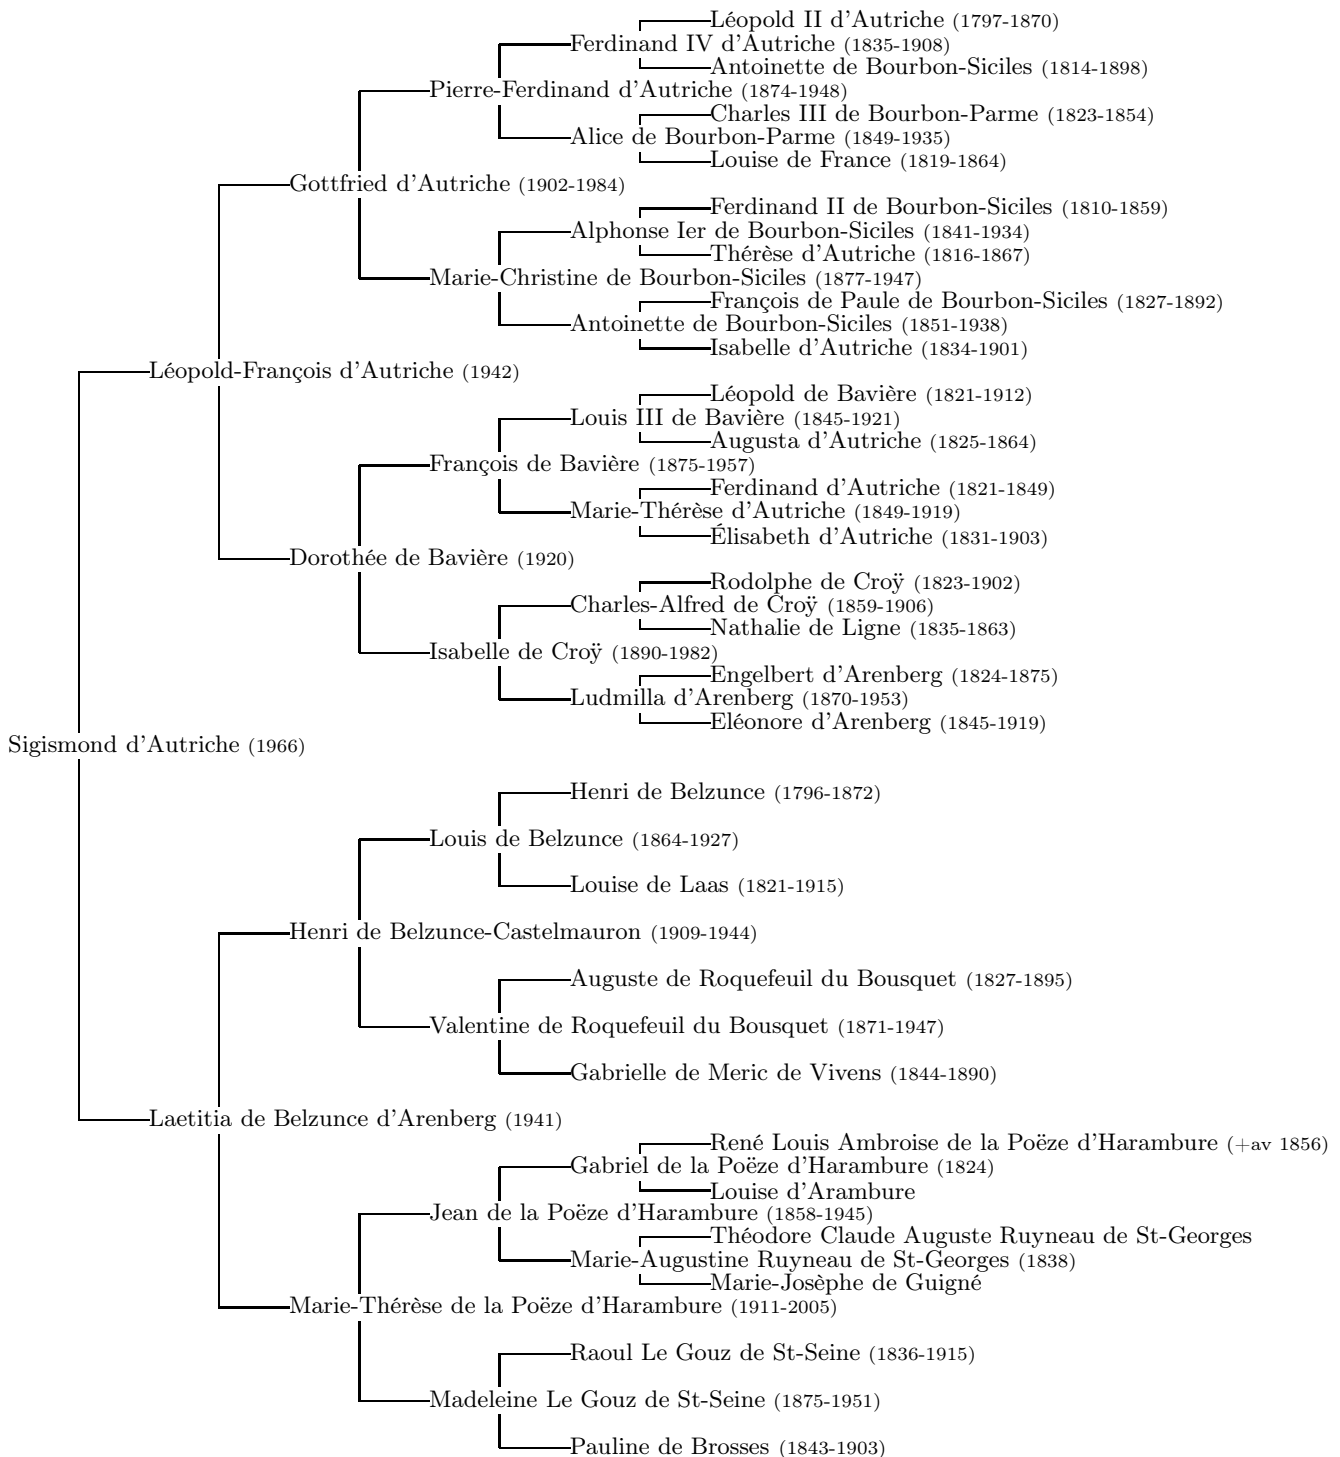 Léopold II d'Autriche (1797-1870)
Ferdinand IV d'Autriche (1835-1908)
Antoinette de Bourbon-Siciles (1814-1898)
Pierre-Ferdinand d'Autriche (1874-1948)
Charles III de Bourbon-Parme (1823-1854)
Alice de Bourbon-Parme (1849-1935)
Louise de France (1819-1864)
Gottfried d'Autriche (1902-1984)
Ferdinand II de Bourbon-Siciles (1810-1859)
Alphonse Ier de Bourbon-Siciles (1841-1934)
Thérèse d'Autriche (1816-1867)
Marie-Christine de Bourbon-Siciles (1877-1947)
François de Paule de Bourbon-Siciles (1827-1892)
Antoinette de Bourbon-Siciles (1851-1938)
Isabelle d'Autriche (1834-1901)
Léopold-François d'Autriche (1942)
Léopold de Bavière (1821-1912)
Louis III de Bavière (1845-1921)
Augusta d'Autriche (1825-1864)
François de Bavière (1875-1957)
Ferdinand d'Autriche (1821-1849)
Marie-Thérèse d'Autriche (1849-1919)
Élisabeth d'Autriche (1831-1903)
Dorothée de Bavière (1920)
Rodolphe de Croÿ (1823-1902)
Charles-Alfred de Croÿ (1859-1906)
Nathalie de Ligne (1835-1863)
Isabelle de Croÿ (1890-1982)
Engelbert d'Arenberg (1824-1875)
Ludmilla d'Arenberg (1870-1953)
Eléonore d'Arenberg (1845-1919)
Sigismond d'Autriche (1966)
Henri de Belzunce (1796-1872)
Louis de Belzunce (1864-1927)
Louise de Laas (1821-1915)
Henri de Belzunce-Castelmauron (1909-1944)
Auguste de Roquefeuil du Bousquet (1827-1895)
Valentine de Roquefeuil du Bousquet (1871-1947)
Gabrielle de Meric de Vivens (1844-1890)
Laetitia de Belzunce d'Arenberg (1941)
René Louis Ambroise de la Poëze d'Harambure (+av 1856)
Gabriel de la Poëze d'Harambure (1824)
Louise d'Arambure
Jean de la Poëze d'Harambure (1858-1945)
Théodore Claude Auguste Ruyneau de St-Georges
Marie-Augustine Ruyneau de St-Georges (1838)
Marie-Josèphe de Guigné
Marie-Thérèse de la Poëze d'Harambure (1911-2005)
Raoul Le Gouz de St-Seine (1836-1915)
Madeleine Le Gouz de St-Seine (1875-1951)
Pauline de Brosses (1843-1903)